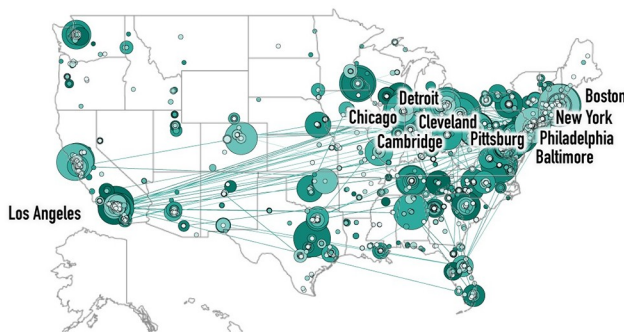 Boston
Detroit
New York
Chicago
Cleveland
Philadelphia
Cambridge
Pittsburg
Baltimore
Los Angeles